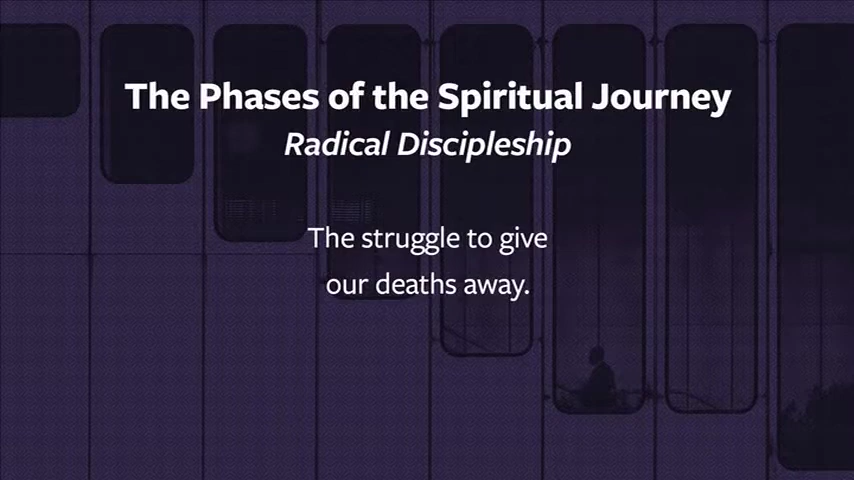 The Phases of the Spiritual Journey
Radical Discipleship
The struggle to give
our deaths away.